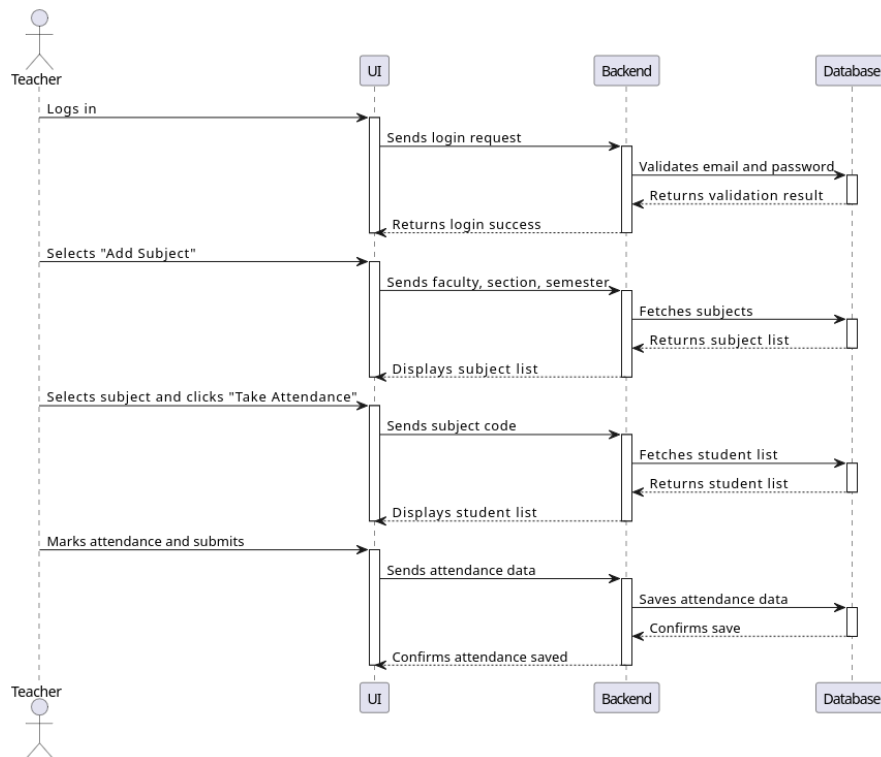 Teacher
UI
Backend
Database
Logs in
Sends login request
Validates email and password
Returns validation result
Returns login success
Selects "Add Subject"
Sends faculty, section, semester
Fetches subjects
Returns subject list
Displays subject list
Selects subject and clicks "Take Attendance"
Sends subject code
Fetches student list
Returns student list
Displays student list
Marks attendance and submits
Sends attendance data
Saves attendance data
Confirms save
Confirms attendance saved
Teacher
UI
Backend
Database